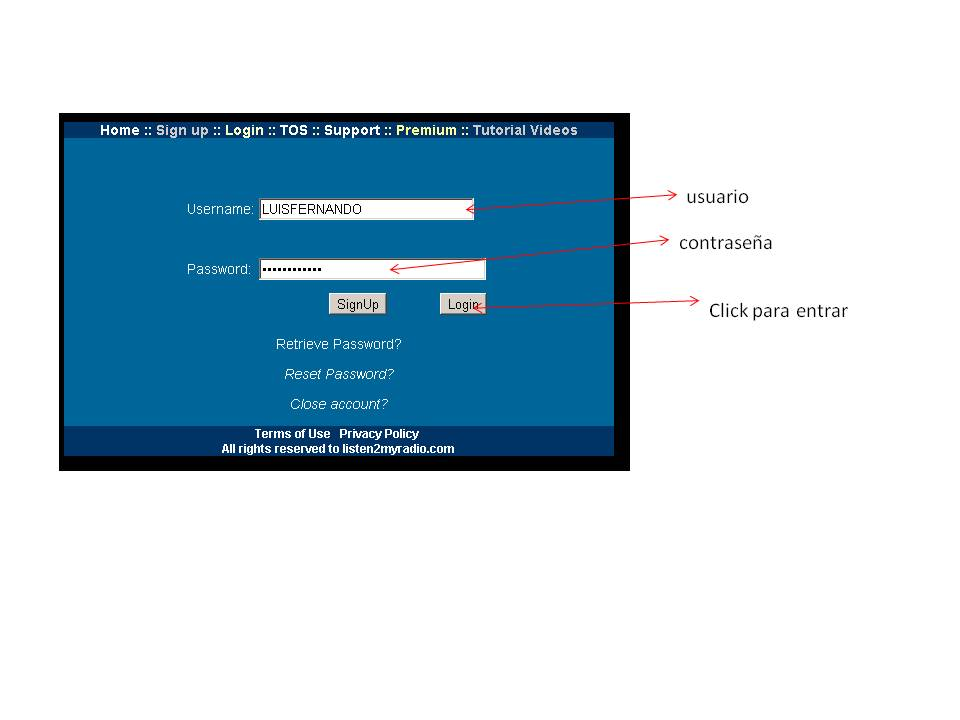 Home :: Sign up :: Login :: TOS :: Support :: Premium :: Tutorial Videos
Username: LUISFERNANDO
usuario
contraseña
Password: ••••••••••••
SignUp Login
Click para entrar
Retrieve Password?
Reset Password?
Close account?
Terms of Use Privacy Policy
All rights reserved to listen2myradio.com